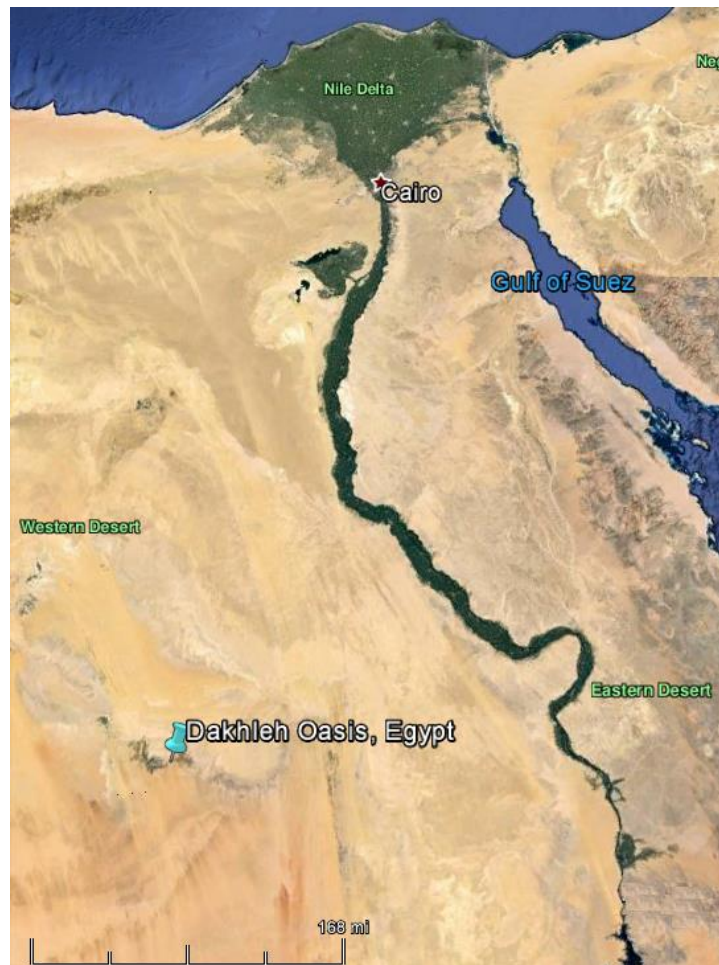 Nile Delta
Cairo
Gulf of Suez
Western Desert
Eastern Desert
Dakhleh Oasis, Egypt
168 mi